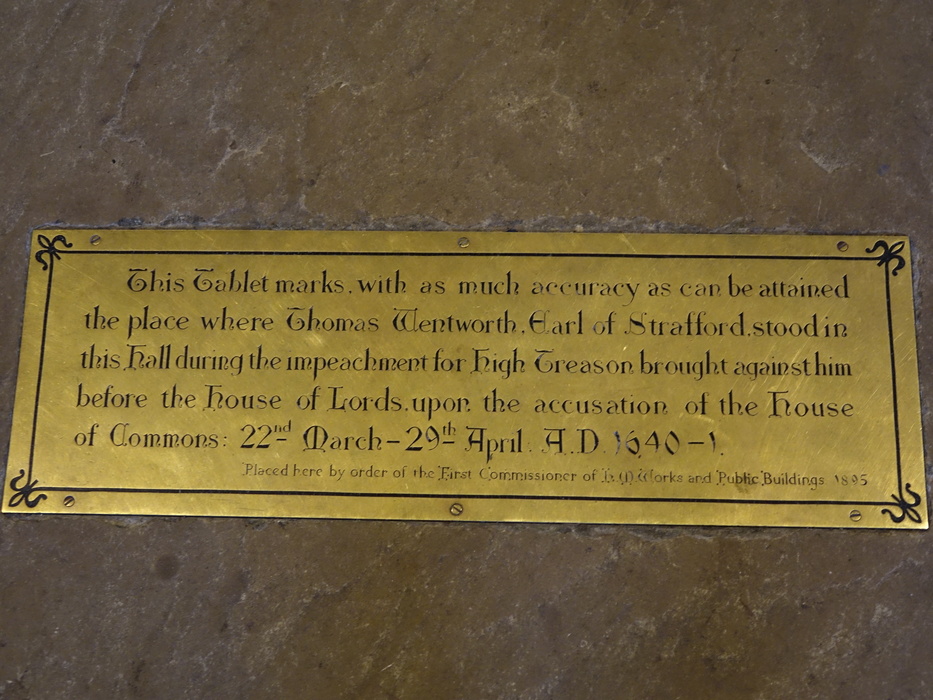 This Tablet marks, with as much accuracy as can be attained
the place where Thomas Wentworth, Earl of Strafford, stood in
this Hall during the impeachment for High Treason brought against him
before the House of Lords, upon the accusation of the House
of Commons: 22nd March - 29th April. A.D. 1640-1.
Placed here by order of the First Commissioner of H.M. Works and Public Buildings 1895